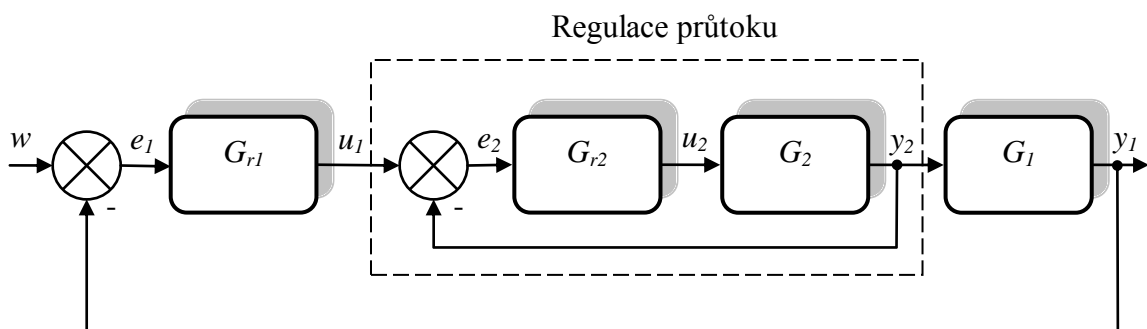 Regulace průtoku
w
e1
Gr1
u1
e2
Gr2
u2
G2
y2
G1
y1
-
-